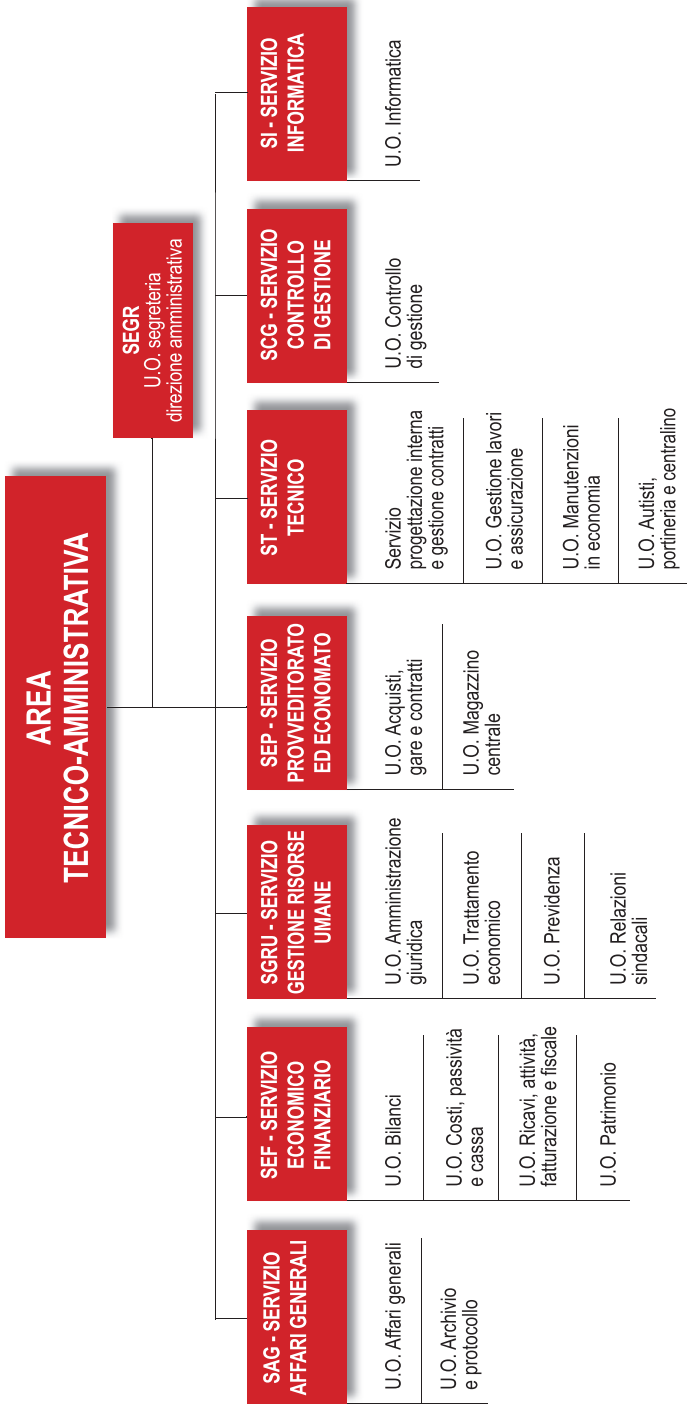 AREA
TECNICO-AMMINISTRATIVA
SEGR
U.O. segreteria
direzione amministrativa
SAG - SERVIZIO
AFFARI GENERALI
U.O. Affari generali
U.O. Archivio
e protocollo
SEF - SERVIZIO
ECONOMICO
FINANZIARIO
U.O. Bilanci
U.O. Costi, passività
e cassa
U.O. Ricavi, attività,
fatturazione e fiscale
U.O. Patrimonio
SGRU - SERVIZIO
GESTIONE RISORSE
UMANE
U.O. Amministrazione
giuridica
U.O. Trattamento
economico
U.O. Previdenza
U.O. Relazioni
sindacali
SEP - SERVIZIO
PROVVEDITORATO
ED ECONOMATO
U.O. Acquisti,
gare e contratti
U.O. Magazzino
centrale
ST - SERVIZIO
TECNICO
Servizio
progettazione interna
e gestione contratti
U.O. Gestione lavori
e assicurazione
U.O. Manutenzioni
in economia
U.O. Autisti,
portineria e centralino
SCG - SERVIZIO
CONTROLLO
DI GESTIONE
U.O. Controllo
di gestione
SI - SERVIZIO
INFORMATICA
U.O. Informatica